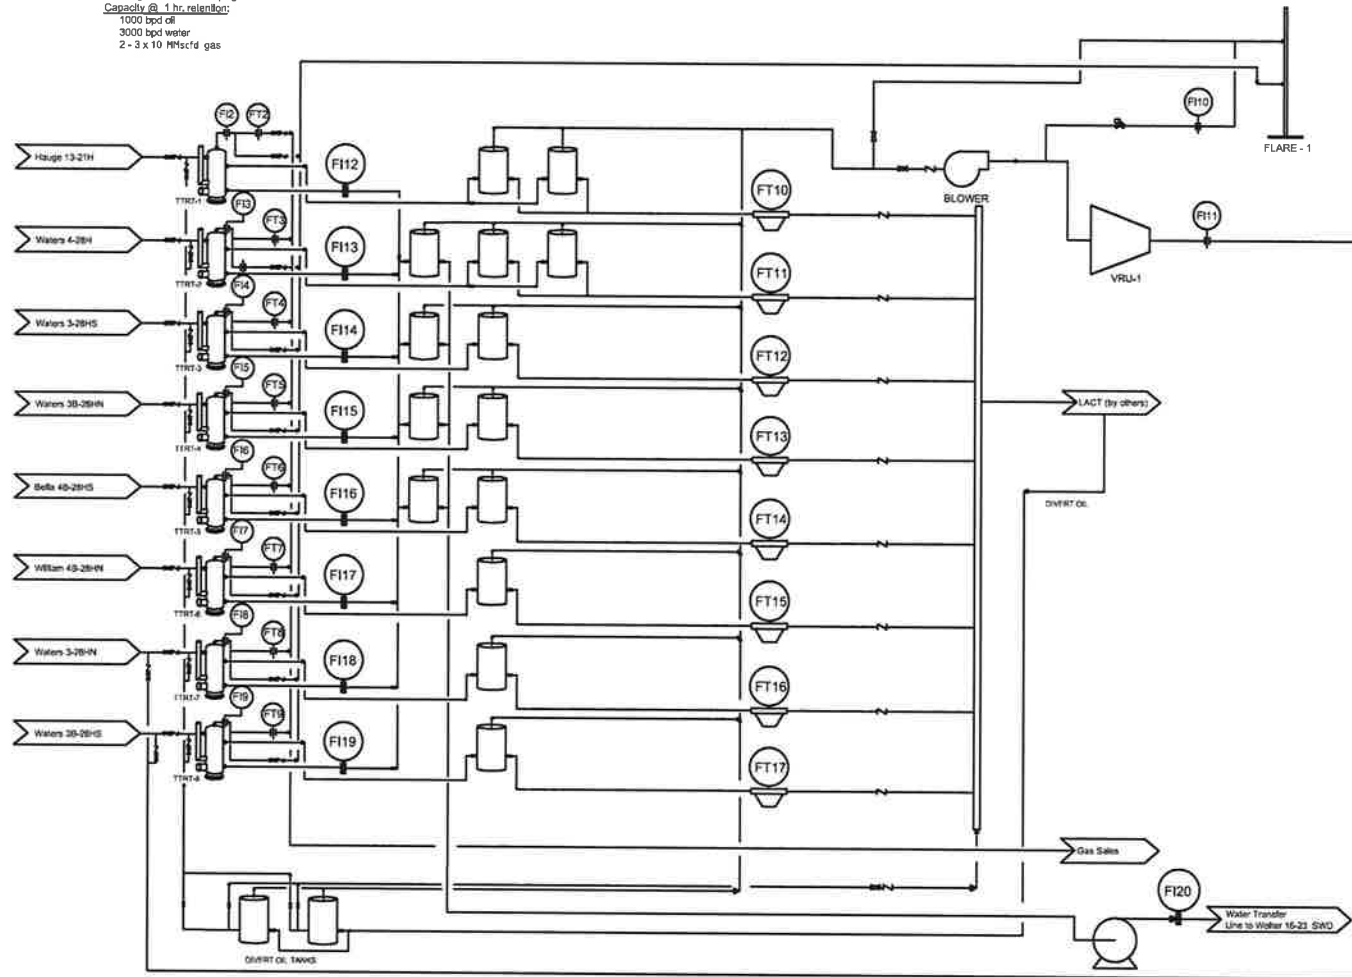 Capacity @ 1 hr. retention:
1000 bpd oil
3000 bpd water
2 - 3 x 10 MMscfd gas
FI2
FT2
FI10
FLARE - 1
Hauge 13-21H
FI12
TTRT-1
FI3
FT10
BLOWER
FI11
FT3
Waters 4-28H
FI13
VRU-1
TTRT-2
FI4
FT11
FT4
Waters 3-28HS
FI14
TTRT-3
FI5
FT12
FT5
Waters 3B-28HN
FI15
LACT (by others)
TTRT-4
FI6
FT13
FT6
Bella 4B-28HS
FI16
DIVERT OIL
TTRT-5
FI7
FT14
FT7
William 4B-28HN
FI17
TTRT-6
FI8
FT15
FT8
Waters 3-28HN
FI18
TTRT-7
FI9
FT16
FT9
Waters 3B-28HS
FI19
TTRT-8
FT17
Gas Sales
FI20
Water Transfer
Line to Wolter 16-23 SWD
DIVERT OIL TANKS